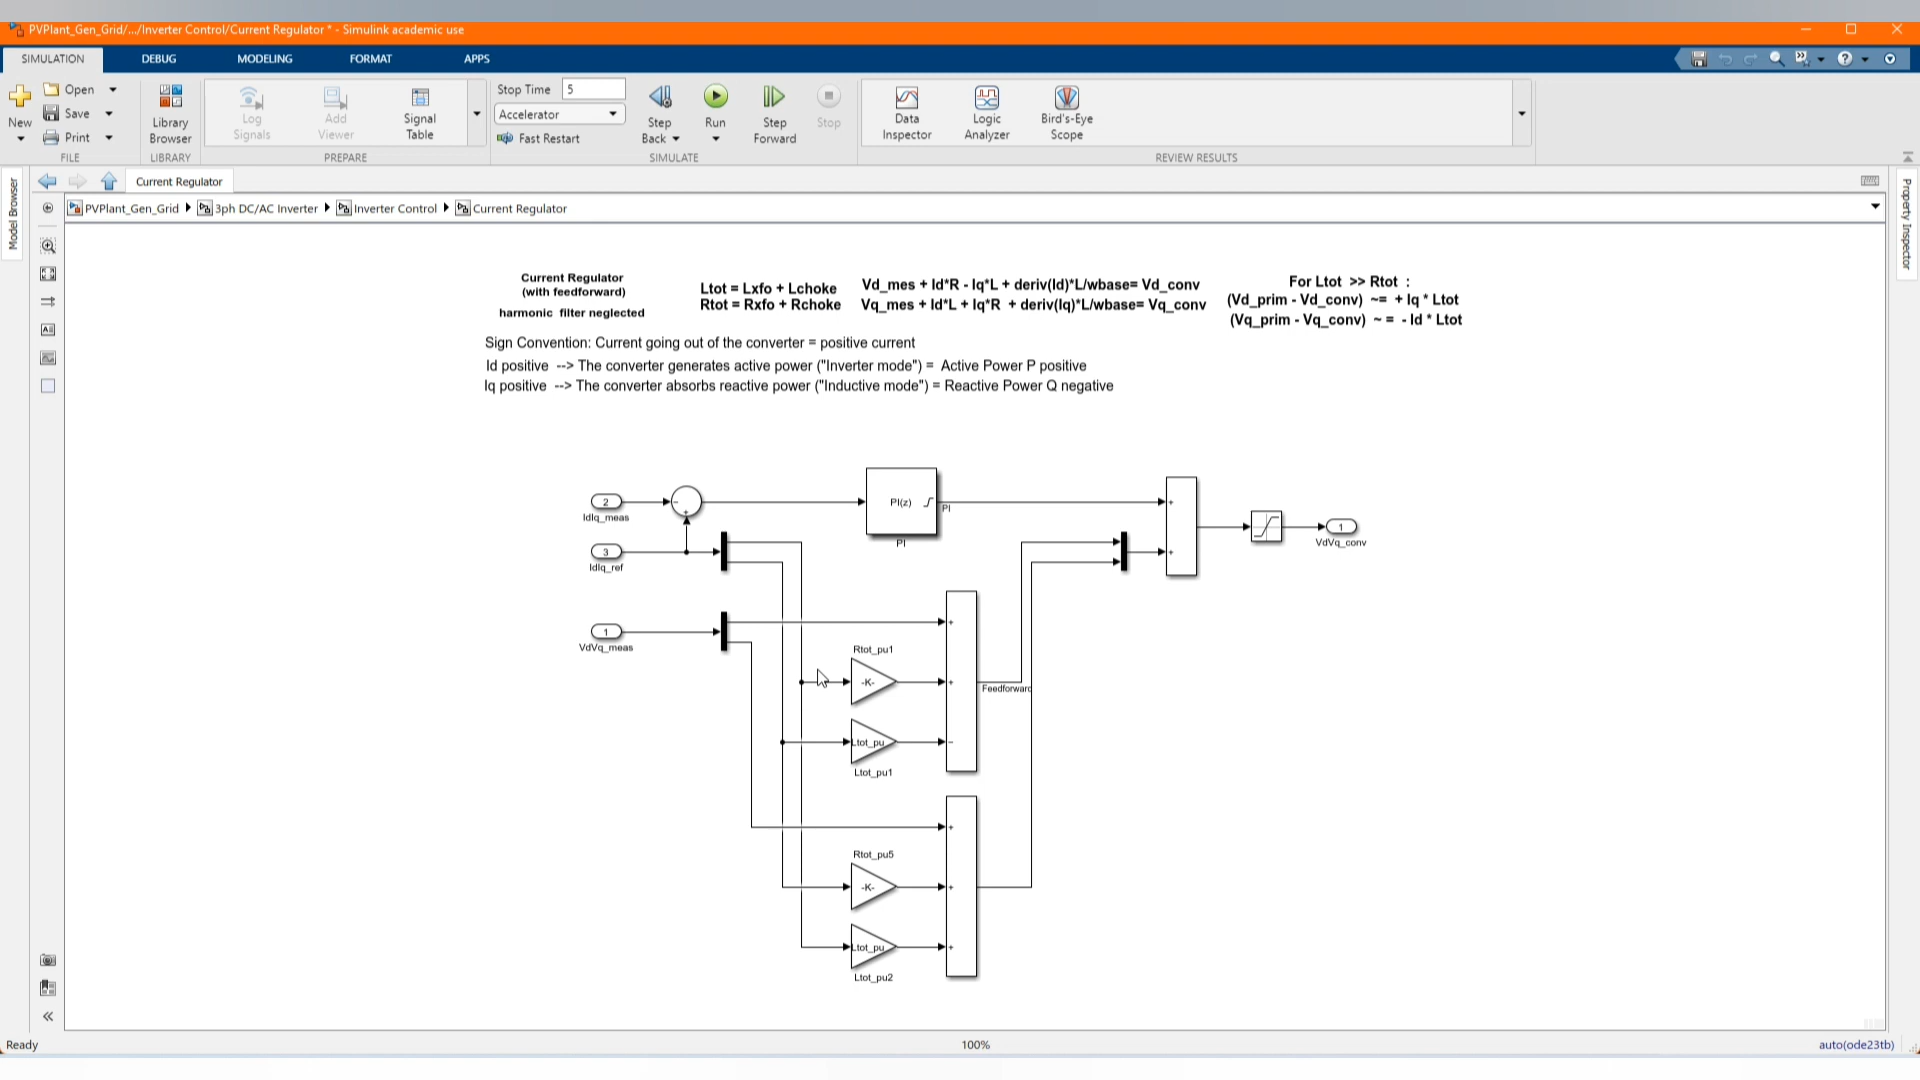 PVPlant_Gen_Grid/.../Inverter Control/Current Regulator * - Simulink academic use
SIMULATION DEBUG MODELING FORMAT APPS
New
Open
Save
Print
FILE
Library Browser
LIBRARY
Log Signals
Add Viewer
Signal Table
PREPARE
Stop Time 5
Accelerator
Fast Restart
Step Back
Run
Step Forward
Stop
SIMULATE
Data Inspector
Logic Analyzer
Bird's-Eye Scope
REVIEW RESULTS
Model Browser
Property Inspector
Current Regulator
PVPlant_Gen_Grid 3ph DC/AC Inverter Inverter Control Current Regulator
Current Regulator
(with feedforward)
harmonic filter neglected
Ltot = Lxfo + Lchoke
Rtot = Rxfo + Rchoke
Vd_mes + Id*R - Iq*L + deriv(Id)*L/wbase= Vd_conv
Vq_mes + Id*L + Iq*R + deriv(Iq)*L/wbase= Vq_conv
For Ltot >> Rtot :
(Vd_prim - Vd_conv) ~= + Iq * Ltot
(Vq_prim - Vq_conv) ~ = - Id * Ltot
Sign Convention: Current going out of the converter = positive current
Id positive --> The converter generates active power ("Inverter mode") = Active Power P positive
Iq positive --> The converter absorbs reactive power ("Inductive mode") = Reactive Power Q negative
2
IdIq_meas
3
IdIq_ref
1
VdVq_meas
PI(z)
PI
PI
1
VdVq_conv
Rtot_pu1
-K-
Ltot_pu
Ltot_pu1
Feedforward
Rtot_pu5
-K-
Ltot_pu
Ltot_pu2
Ready
100%
auto(ode23tb)